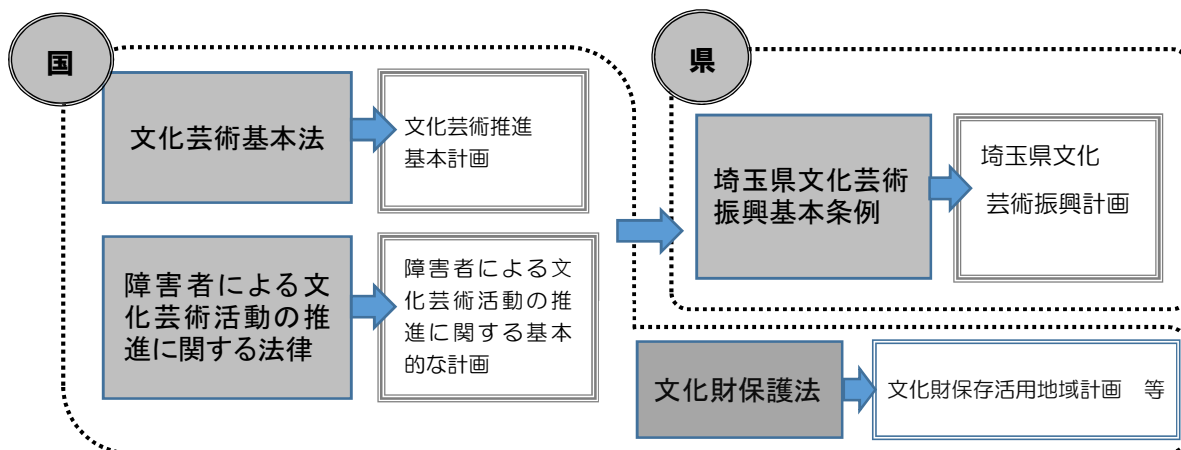 国
文化芸術基本法
文化芸術推進
基本計画
障害者による文
化芸術活動の推
進に関する法律
障害者による文
化芸術活動の推
進に関する基本
的な計画
県
埼玉県文化芸術
振興基本条例
埼玉県文化
芸術振興計画
文化財保護法
文化財保存活用地域計画　等